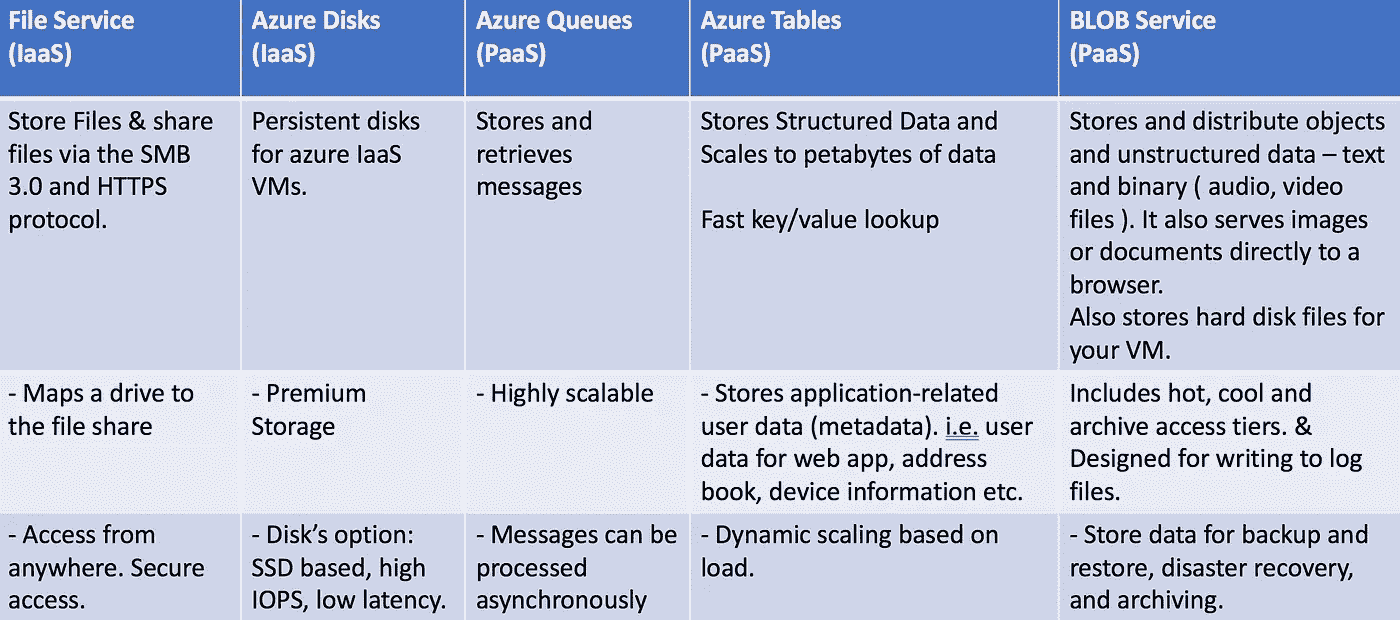 File Service
(IaaS)
Azure Disks
(IaaS)
Azure Queues
(PaaS)
Azure Tables
(PaaS)
BLOB Service
(PaaS)
Store Files & share
files via the SMB
3.0 and HTTPS
protocol.
Persistent disks
for azure IaaS
VMs.
Stores and
retrieves
messages
Stores Structured Data and
Scales to petabytes of data
Fast key/value lookup
Stores and distribute objects
and unstructured data – text
and binary ( audio, video
files ). It also serves images
or documents directly to a
browser.
Also stores hard disk files for
your VM.
- Maps a drive to
the file share
- Premium
Storage
- Highly scalable
- Stores application-related
user data (metadata). i.e. user
data for web app, address
book, device information etc.
Includes hot, cool and
archive access tiers. &
Designed for writing to log
files.
- Access from
anywhere. Secure
access.
- Disk’s option:
SSD based, high
IOPS, low latency.
- Messages can be
processed
asynchronously
- Dynamic scaling based on
load.
- Store data for backup and
restore, disaster recovery,
and archiving.